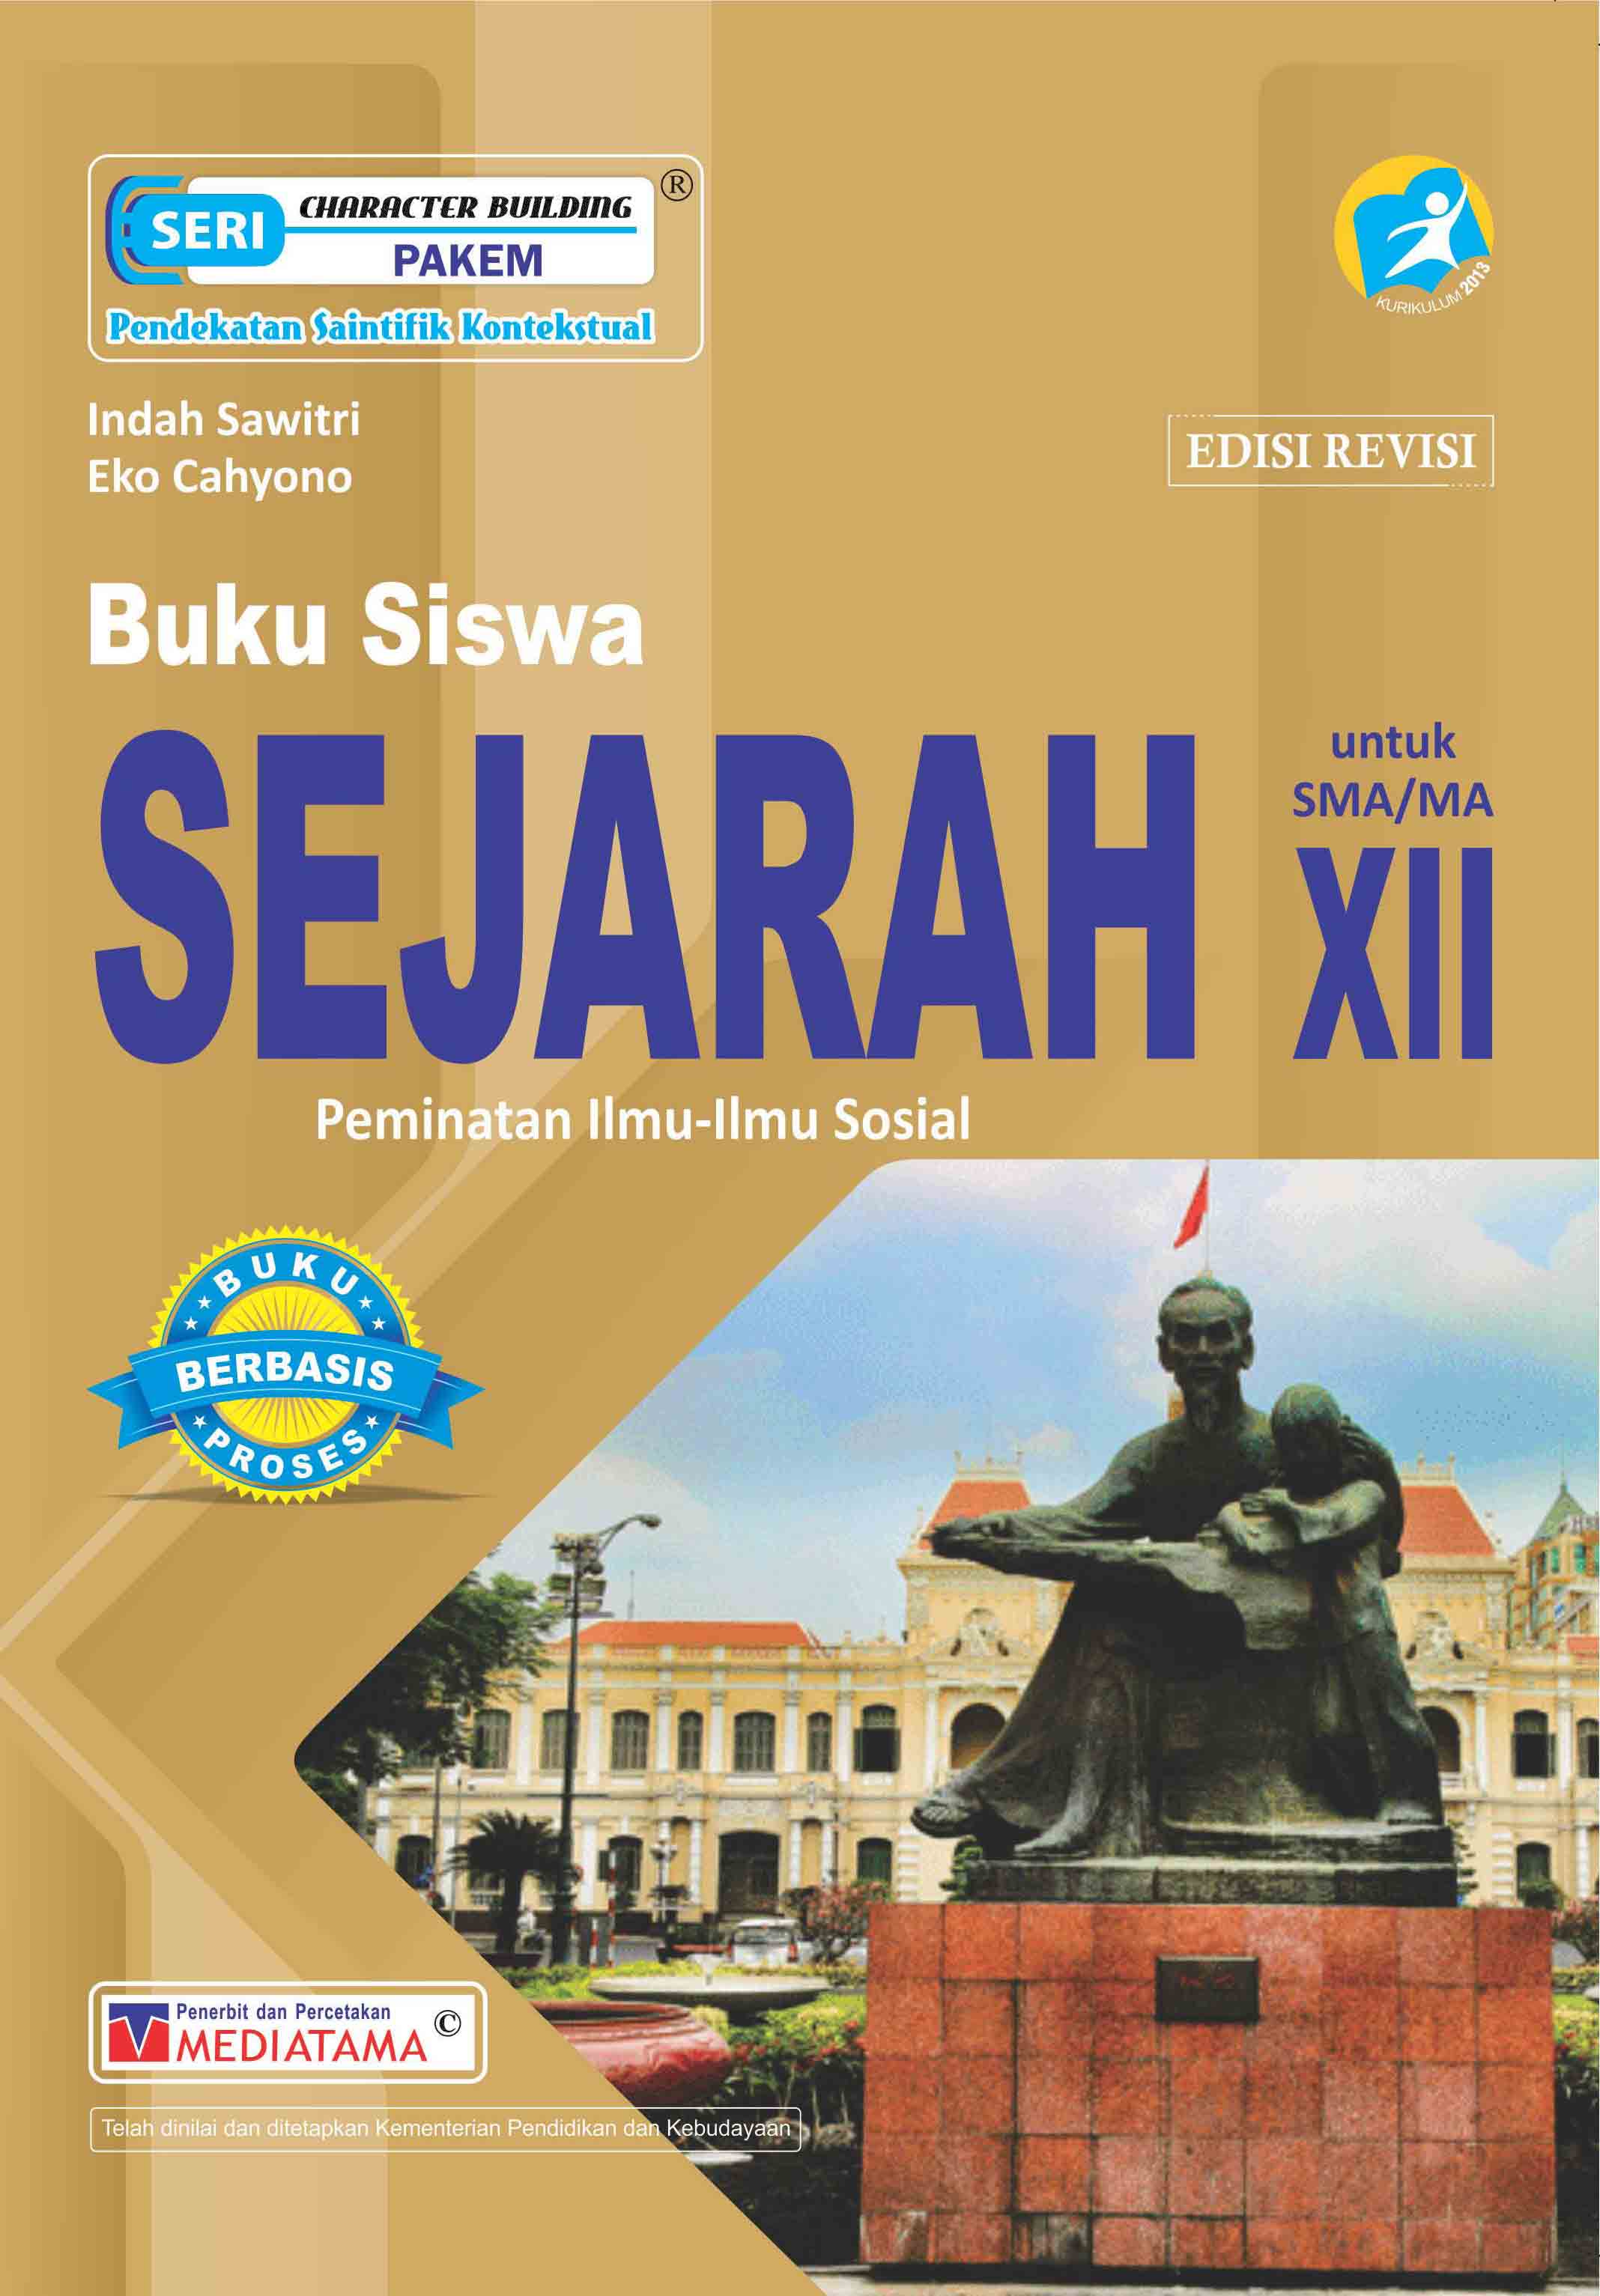 SERI
CHARACTER BUILDING
®
PAKEM
Pendekatan Saintifik Kontekstual
KURIKULUM 2013
Indah Sawitri
Eko Cahyono
EDISI REVISI
Buku Siswa
SEJARAH
untuk
SMA/MA
XII
Peminatan Ilmu-Ilmu Sosial
BUKU
BERBASIS
PROSES
Penerbit dan Percetakan
MEDIATAMA
©
Telah dinilai dan ditetapkan Kementerian Pendidikan dan Kebudayaan